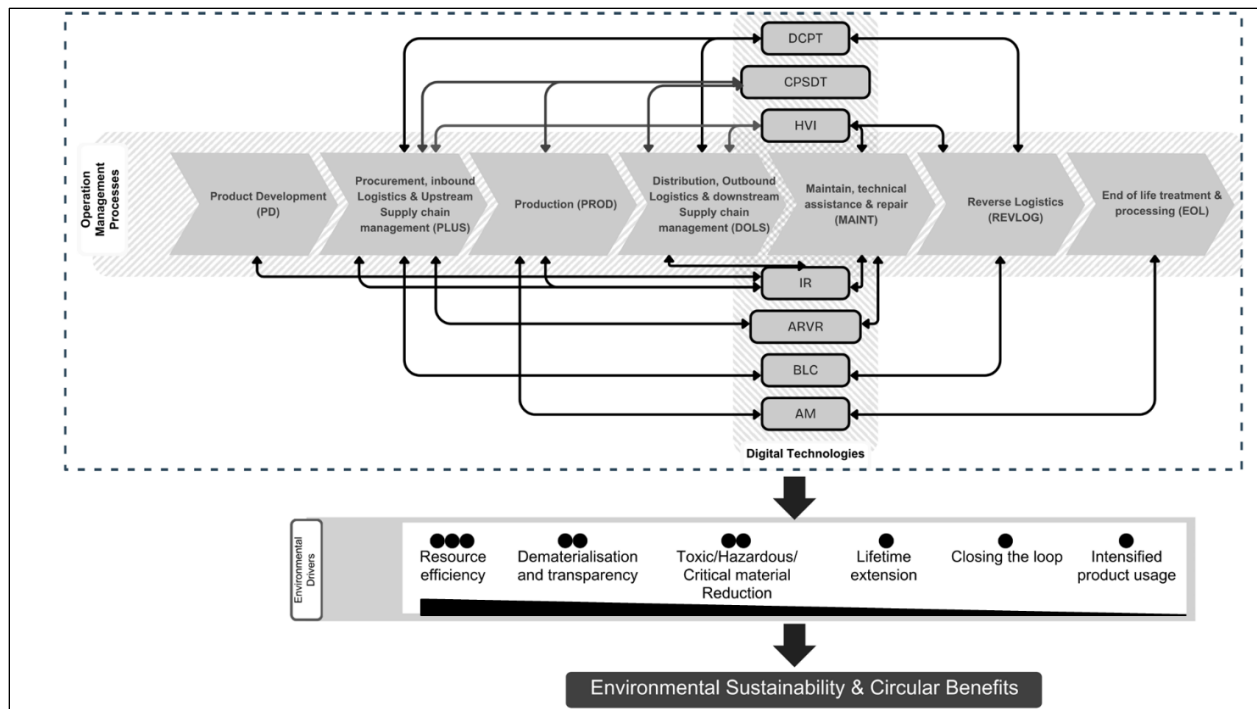 DCPT
CPSDT
HVI
Operation
Management
Processes
Product Development
(PD)
Procurement, inbound
Logistics & Upstream
Supply chain
management (PLUS)
Production (PROD)
Distribution, Outbound
Logistics & downstream
Supply chain
management (DOLS)
Maintain, technical
assistance & repair
(MAINT)
Reverse Logistics
(REVLOG)
End of life treatment &
processing (EOL)
IR
ARVR
BLC
AM
Digital Technologies
Environmental
Drivers
Resource
efficiency
Dematerialisation
and transparency
Toxic/Hazardous/
Critical material
Reduction
Lifetime
extension
Closing the loop
Intensified
product usage
Environmental Sustainability & Circular Benefits